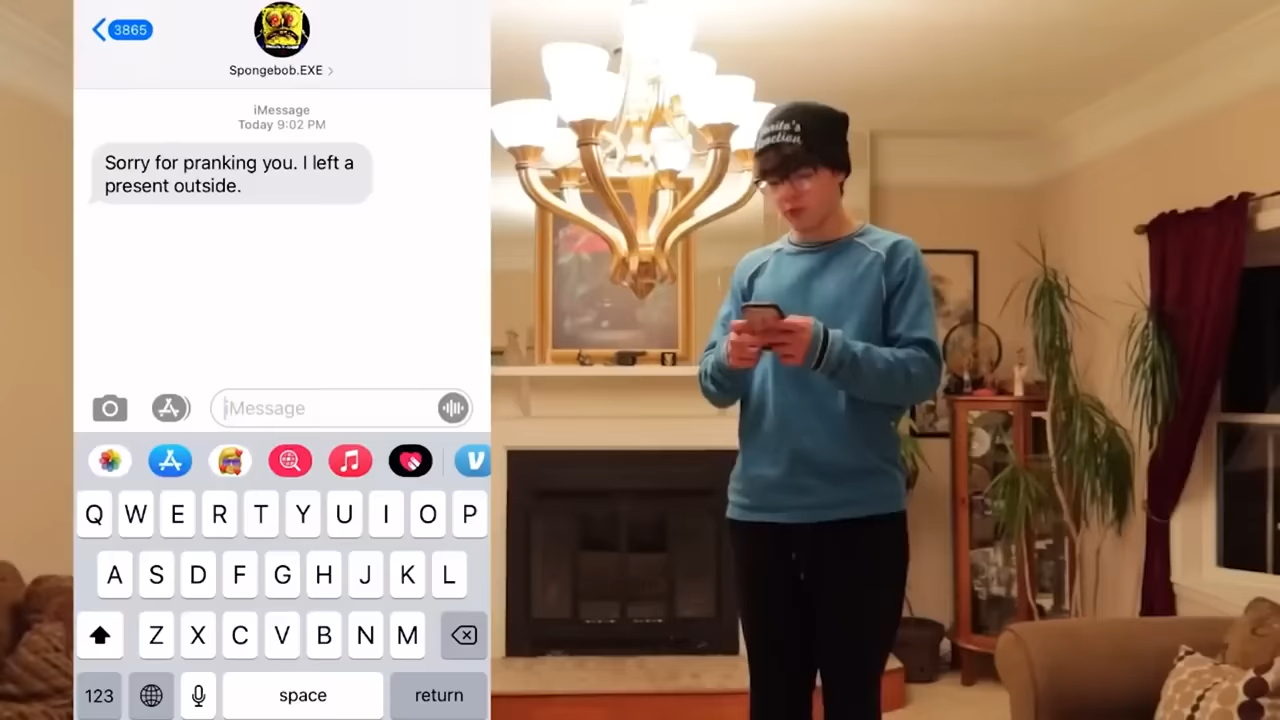 3865
Spongebob.EXE
iMessage
Today 9:02 PM
Sorry for pranking you. I left a
present outside.
iMessage
Q W E R T Y U I O P
A S D F G H J K L
Z X C V B N M
123 space return